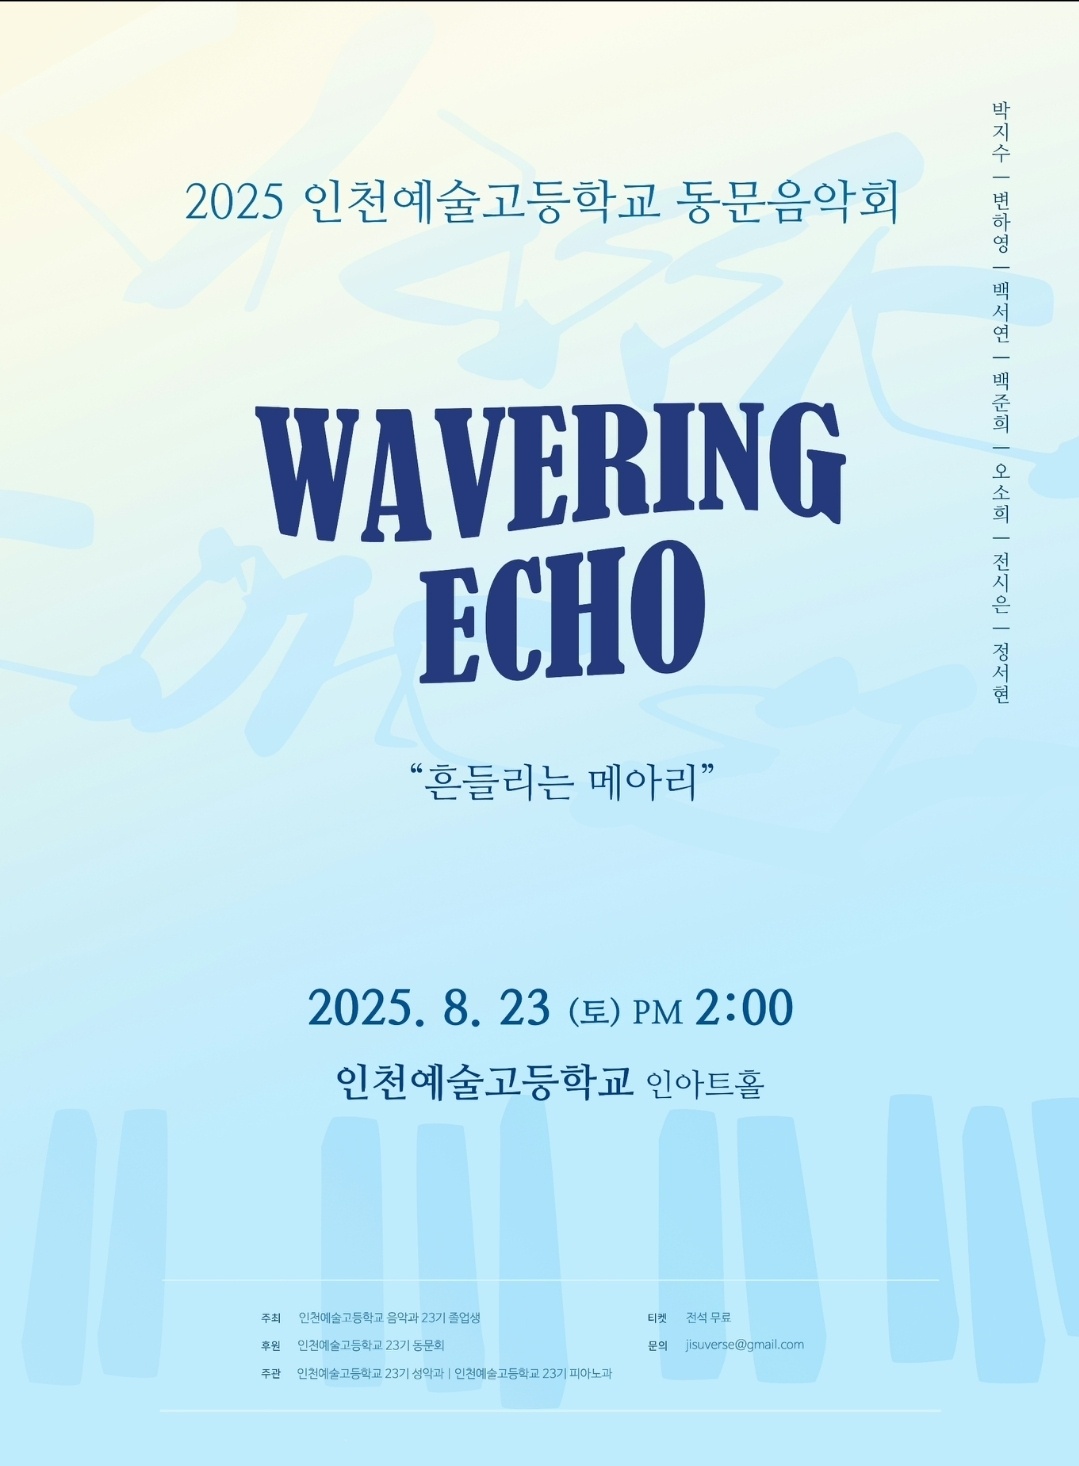 2025 인천예술고등학교 동문음악회
박지수 | 변하영 | 백서연 | 백준희 | 오소희 | 전시은 | 정서현
WAVERING
ECHO
“흔들리는 메아리”
2025. 8. 23 (토) PM 2:00
인천예술고등학교 인아트홀
주최 인천예술고등학교 음악과 23기 졸업생
후원 인천예술고등학교 23기 동문회
주관 인천예술고등학교 23기 성악과 | 인천예술고등학교 23기 피아노과
티켓 전석 무료
문의 jisuverse@gmail.com